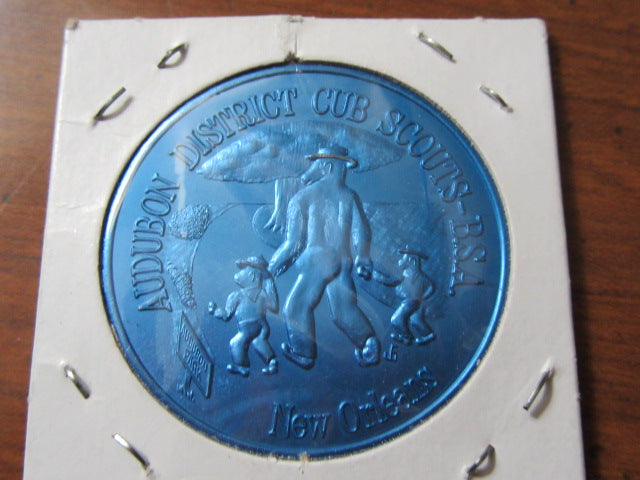 AUDUBON DISTRICT CUB SCOUTS-B.S.A.
New Orleans